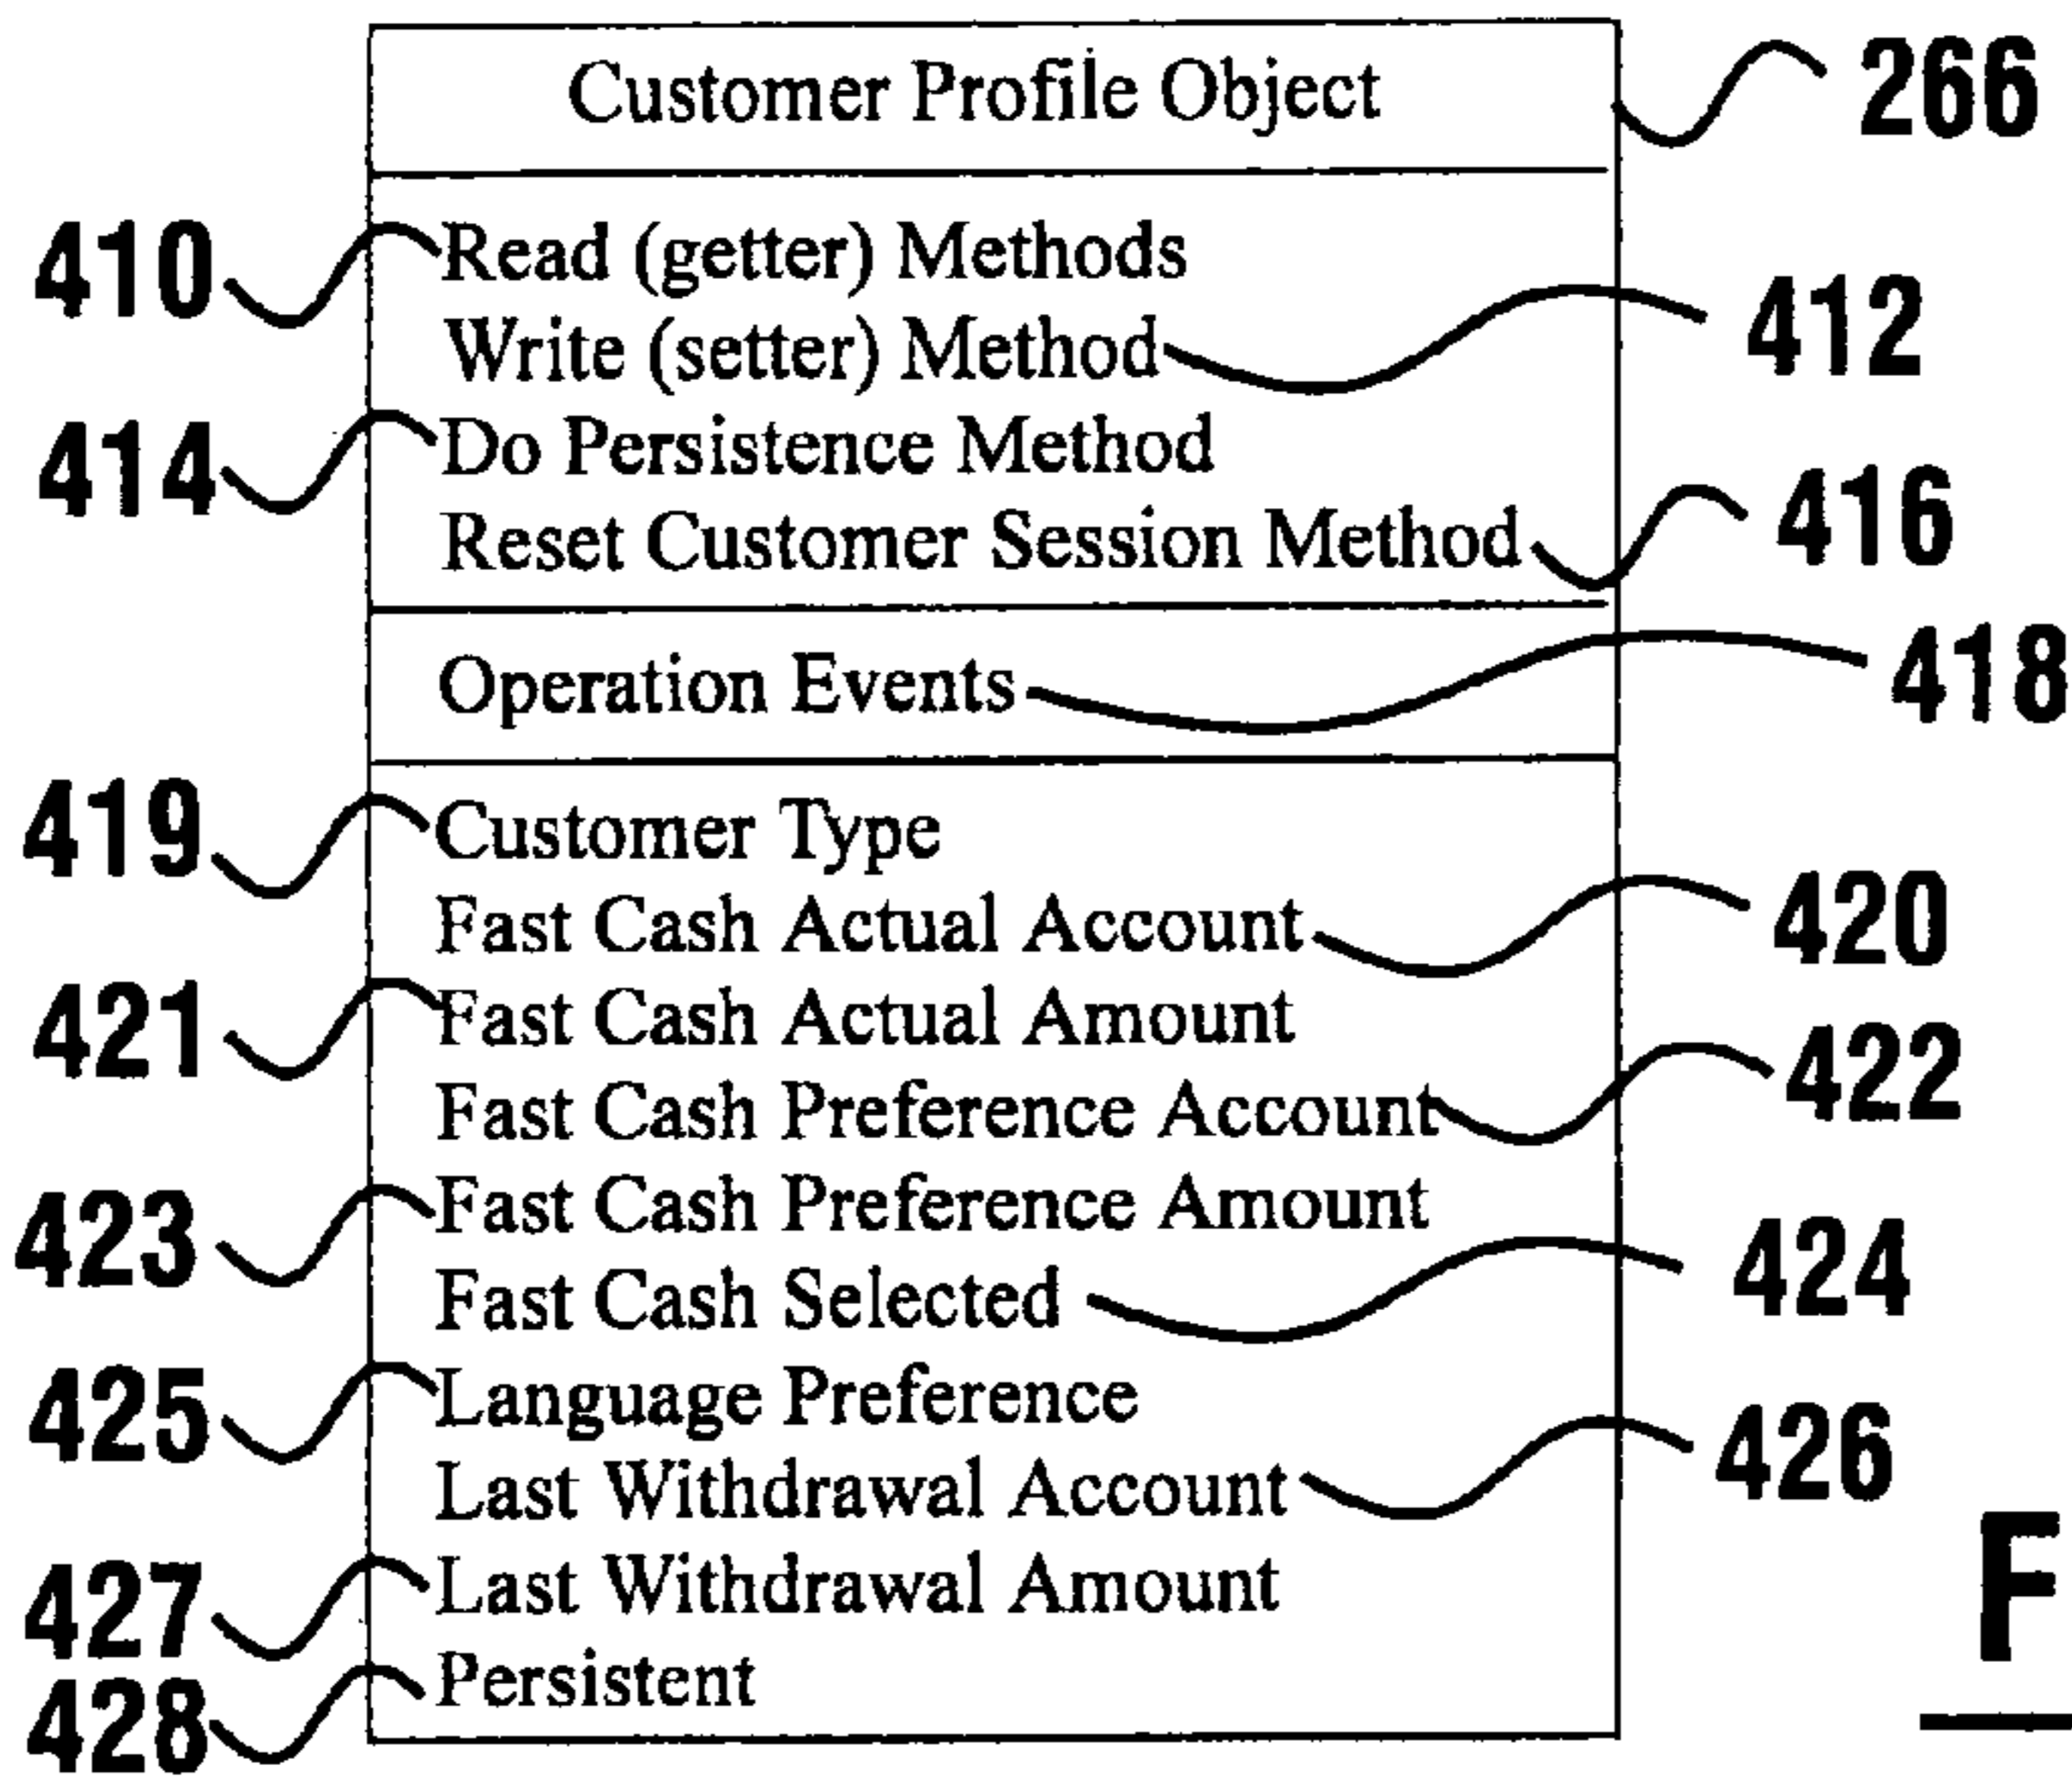 Customer Profile Object 266
410 Read (getter) Methods
Write (setter) Method 412
414 Do Persistence Method
Reset Customer Session Method 416
Operation Events 418
419 Customer Type
Fast Cash Actual Account 420
421 Fast Cash Actual Amount
Fast Cash Preference Account 422
423 Fast Cash Preference Amount
Fast Cash Selected 424
425 Language Preference
Last Withdrawal Account 426
427 Last Withdrawal Amount
428 Persistent
F